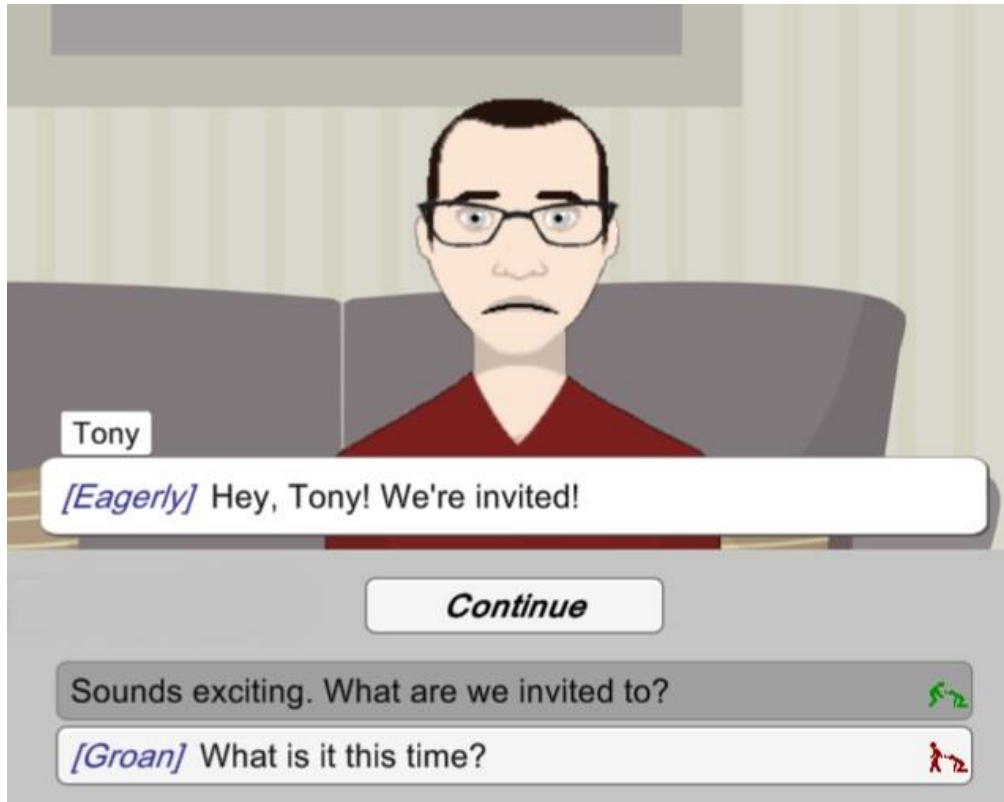 Tony
[Eagerly] Hey, Tony! We're invited!
Continue
Sounds exciting. What are we invited to?
[Groan] What is it this time?